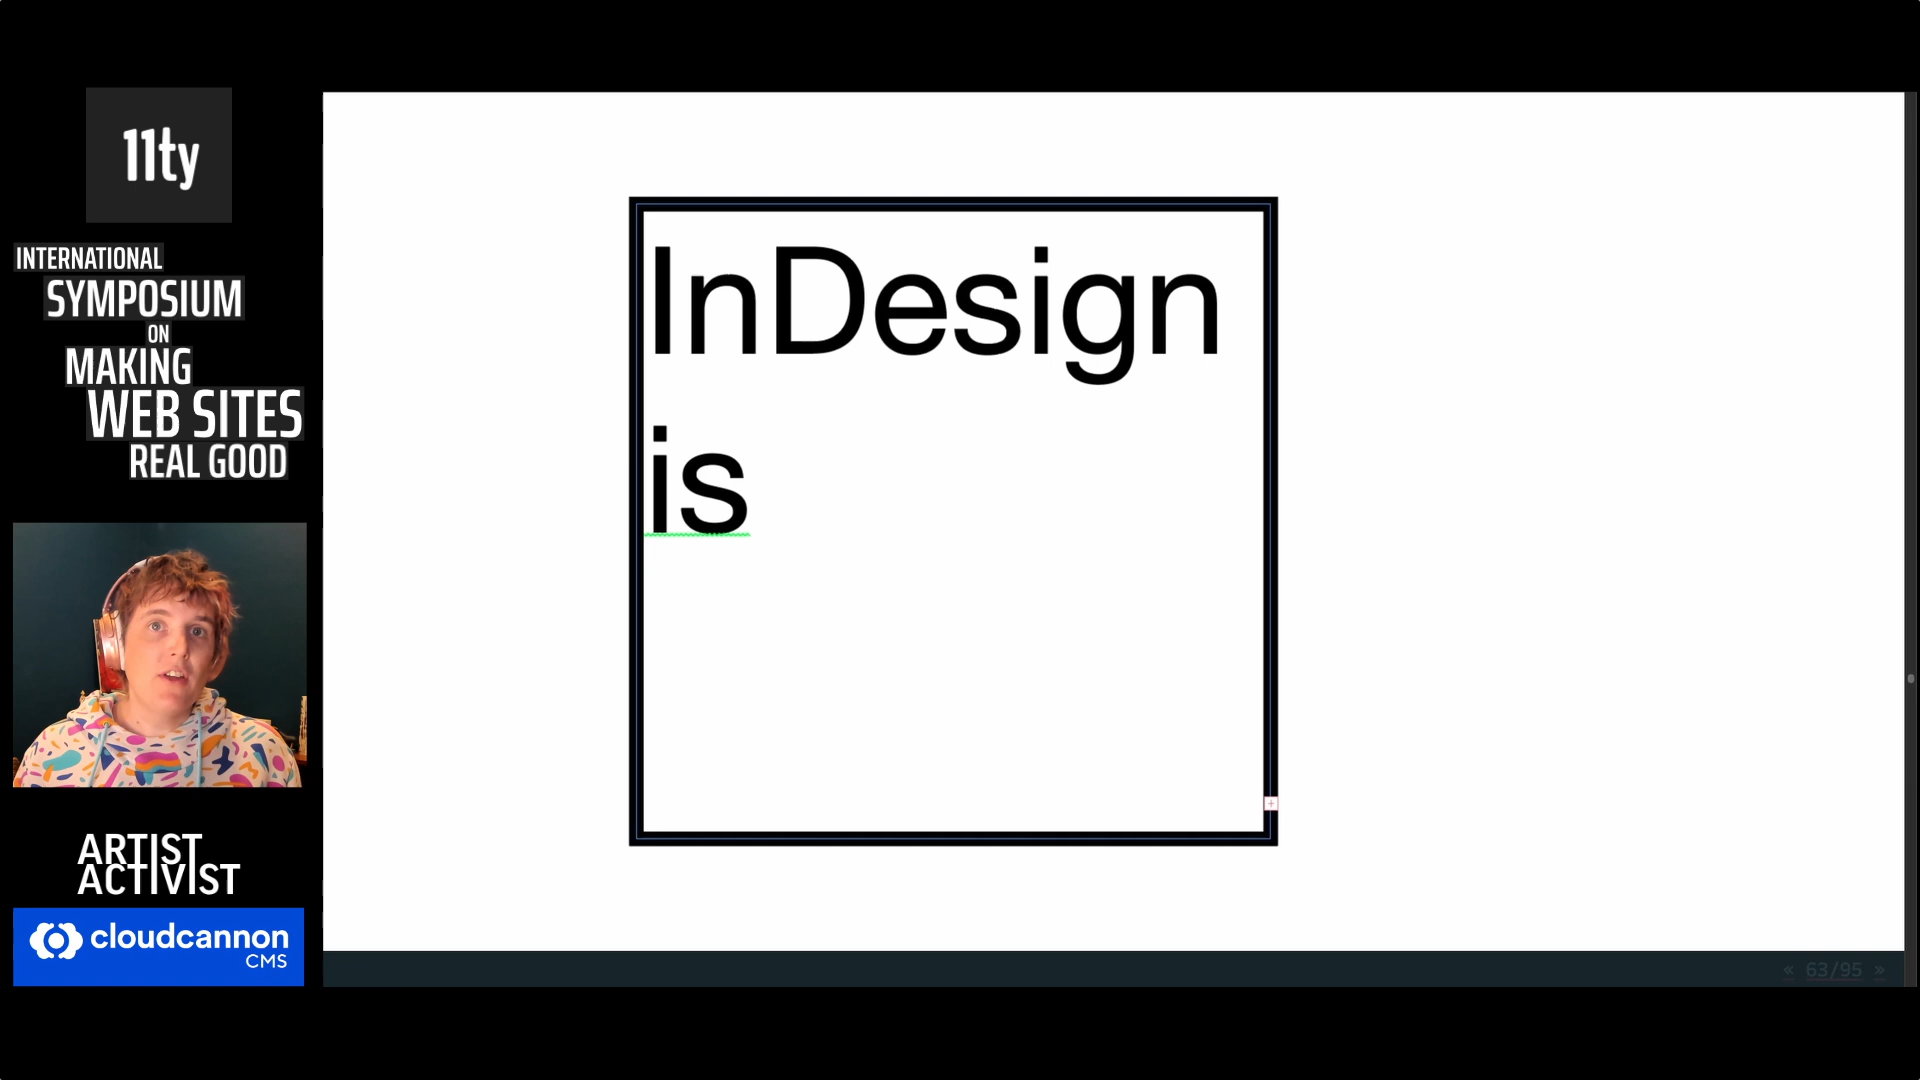 11ty
INTERNATIONAL
SYMPOSIUM
ON
MAKING
WEB SITES
REAL GOOD
ARTIST
ACTIVIST
cloudcannon
CMS
InDesign
is
« 63/95 »